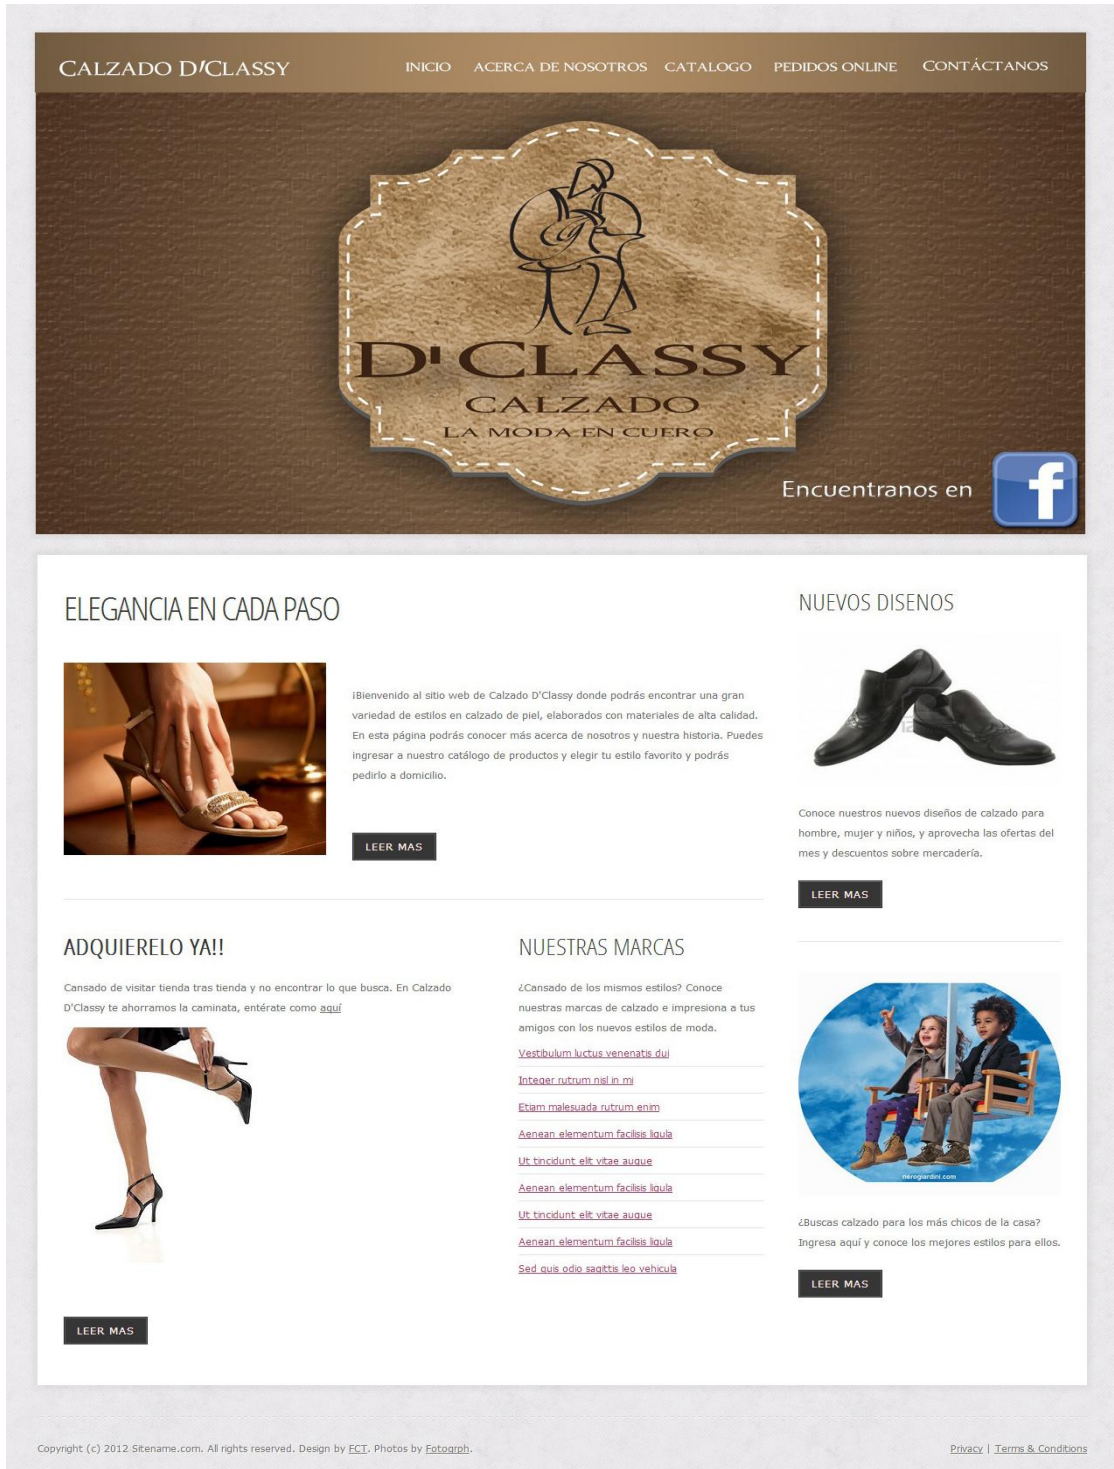 CALZADO D'CLASSY
INICIO
ACERCA DE NOSOTROS
CATALOGO
PEDIDOS ONLINE
CONTÁCTANOS
D'CLASSY
CALZADO
LA MODA EN CUERO
Encuentranos en
f
ELEGANCIA EN CADA PASO
¡Bienvenido al sitio web de Calzado D'Classy donde podrás encontrar una gran
variedad de estilos en calzado de piel, elaborados con materiales de alta calidad.
En esta página podrás conocer más acerca de nosotros y nuestra historia. Puedes
ingresar a nuestro catálogo de productos y elegir tu estilo favorito y podrás
pedirlo a domicilio.
LEER MAS
ADQUIERELO YA!!
Cansado de visitar tienda tras tienda y no encontrar lo que busca. En Calzado
D'Classy te ahorramos la caminata, entérate como aquí
LEER MAS
NUESTRAS MARCAS
¿Cansado de los mismos estilos? Conoce
nuestras marcas de calzado e impresiona a tus
amigos con los nuevos estilos de moda.
Vestibulum luctus venenatis dui
Integer rutrum nisl in mi
Etiam malesuada rutrum enim
Aenean elementum facilisis ligula
Ut tincidunt elit vitae augue
Aenean elementum facilisis ligula
Ut tincidunt elit vitae augue
Aenean elementum facilisis ligula
Sed quis odio sagittis leo vehicula
NUEVOS DISENOS
Conoce nuestros nuevos diseños de calzado para
hombre, mujer y niños, y aprovecha las ofertas del
mes y descuentos sobre mercadería.
LEER MAS
nerogiardini.com
¿Buscas calzado para los más chicos de la casa?
Ingresa aquí y conoce los mejores estilos para ellos.
LEER MAS
Copyright (c) 2012 Sitename.com. All rights reserved. Design by FCT. Photos by Fotogrph.
Privacy | Terms & Conditions